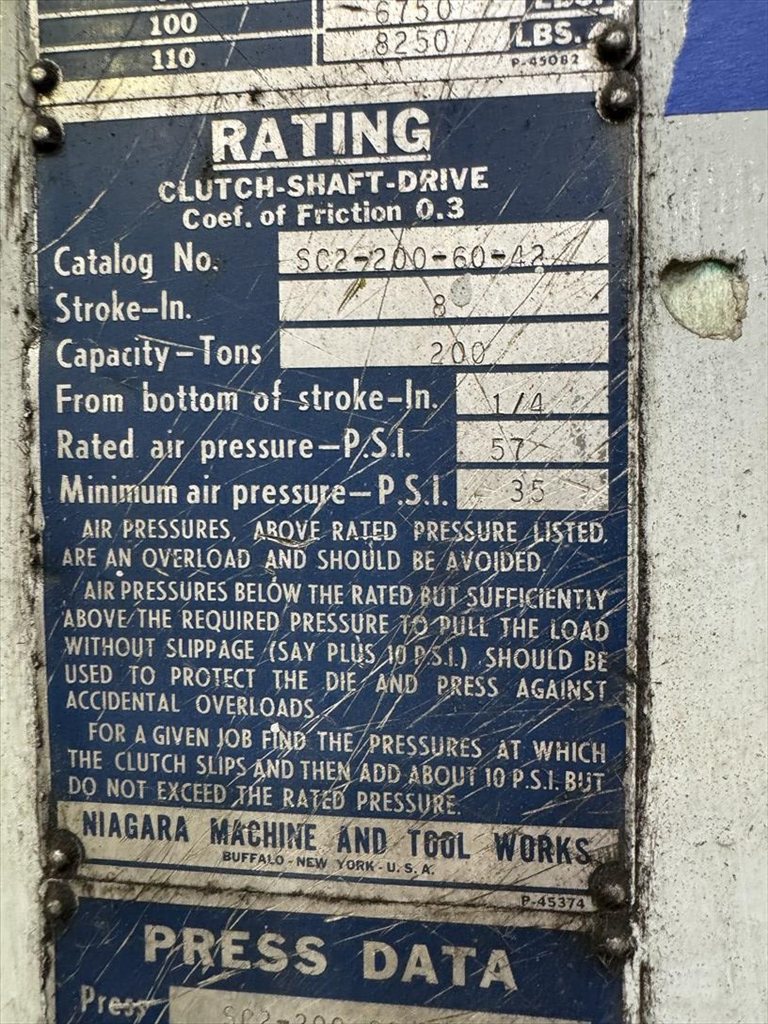 100 6750 LBS.
110 8250 LBS.
P-45082
RATING
CLUTCH-SHAFT-DRIVE
Coef. of Friction 0.3
Catalog No. SC2-200-60-42
Stroke-In. 8
Capacity-Tons 200
From bottom of stroke-In. 1/4
Rated air pressure-P.S.I. 57
Minimum air pressure-P.S.I. 35
AIR PRESSURES, ABOVE RATED PRESSURE LISTED,
ARE AN OVERLOAD AND SHOULD BE AVOIDED.
AIR PRESSURES BELOW THE RATED BUT SUFFICIENTLY
ABOVE THE REQUIRED PRESSURE TO PULL THE LOAD
WITHOUT SLIPPAGE (SAY PLUS 10 P.S.I.) SHOULD BE
USED TO PROTECT THE DIE AND PRESS AGAINST
ACCIDENTAL OVERLOADS.
FOR A GIVEN JOB FIND THE PRESSURES AT WHICH
THE CLUTCH SLIPS AND THEN ADD ABOUT 10 P.S.I. BUT
DO NOT EXCEED THE RATED PRESSURE.
NIAGARA MACHINE AND TOOL WORKS
BUFFALO-NEW YORK-U.S.A.
P-45374
PRESS DATA
Press SC2-200